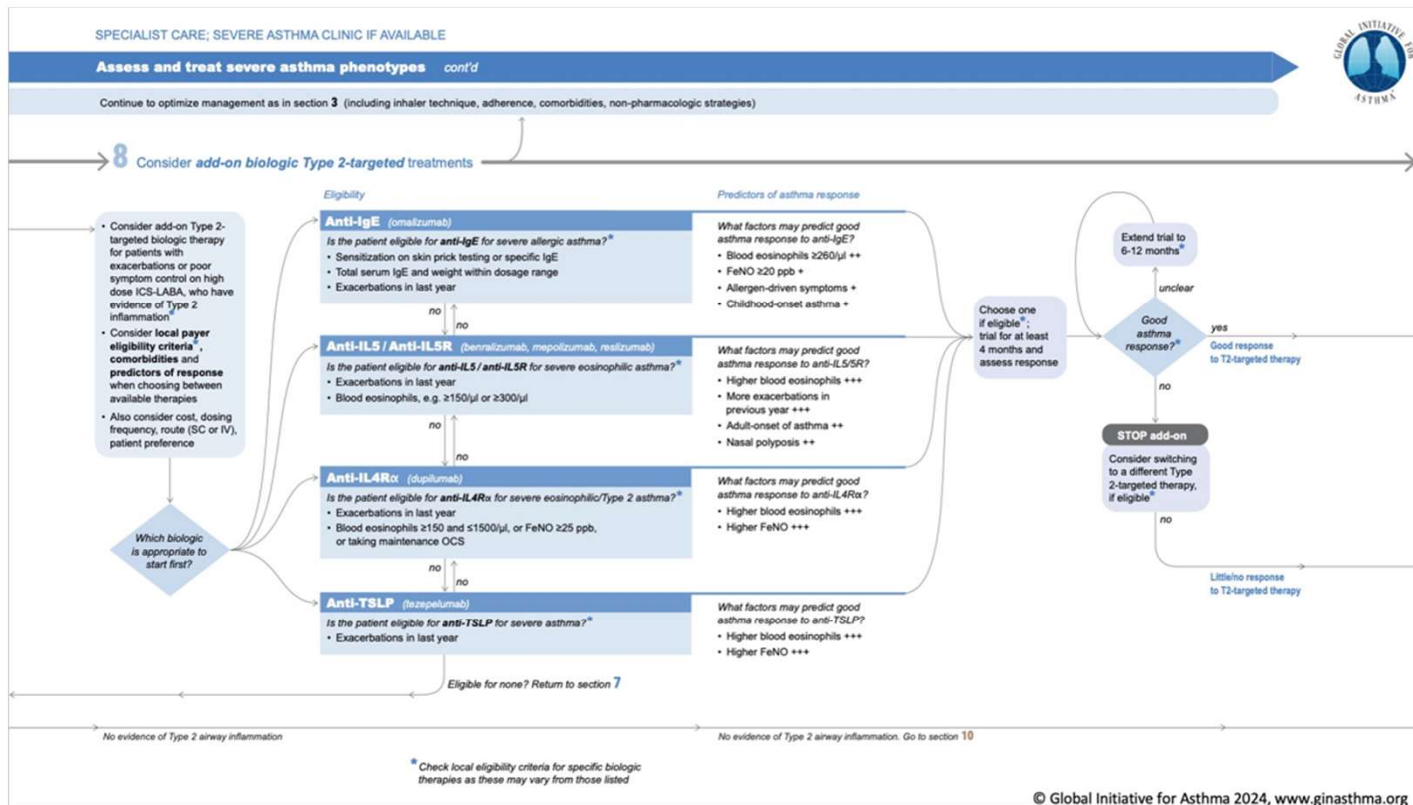 SPECIALIST CARE; SEVERE ASTHMA CLINIC IF AVAILABLE
Assess and treat severe asthma phenotypes cont'd
Continue to optimize management as in section 3 (including inhaler technique, adherence, comorbidities, non-pharmacologic strategies)
GLOBAL INITIATIVE FOR
ASTHMA
8 Consider add-on biologic Type 2-targeted treatments
• Consider add-on Type 2-
targeted biologic therapy
for patients with
exacerbations or poor
symptom control on high
dose ICS-LABA, who have
evidence of Type 2
inflammation*
• Consider local payer
eligibility criteria*,
comorbidities and
predictors of response
when choosing between
available therapies
• Also consider cost, dosing
frequency, route (SC or IV),
patient preference
Which biologic
is appropriate to
start first?
Eligibility
Anti-IgE (omalizumab)
Is the patient eligible for anti-IgE for severe allergic asthma?*
• Sensitization on skin prick testing or specific IgE
• Total serum IgE and weight within dosage range
• Exacerbations in last year
no
no
Anti-IL5 / Anti-IL5R (benralizumab, mepolizumab, reslizumab)
Is the patient eligible for anti-IL5 / anti-IL5R for severe eosinophilic asthma?*
• Exacerbations in last year
• Blood eosinophils, e.g. ≥150/µl or ≥300/µl
no
no
Anti-IL4Rα (dupilumab)
Is the patient eligible for anti-IL4Rα for severe eosinophilic/Type 2 asthma?*
• Exacerbations in last year
• Blood eosinophils ≥150 and ≤1500/µl, or FeNO ≥25 ppb,
or taking maintenance OCS
no
no
Anti-TSLP (tezepelumab)
Is the patient eligible for anti-TSLP for severe asthma?*
• Exacerbations in last year
Eligible for none? Return to section 7
Predictors of asthma response
What factors may predict good
asthma response to anti-IgE?
• Blood eosinophils ≥260/µl ++
• FeNO ≥20 ppb +
• Allergen-driven symptoms +
• Childhood-onset asthma +
What factors may predict good
asthma response to anti-IL5/5R?
• Higher blood eosinophils +++
• More exacerbations in
previous year +++
• Adult-onset of asthma ++
• Nasal polyposis ++
What factors may predict good
asthma response to anti-IL4Rα?
• Higher blood eosinophils +++
• Higher FeNO +++
What factors may predict good
asthma response to anti-TSLP?
• Higher blood eosinophils +++
• Higher FeNO +++
Choose one
if eligible*;
trial for at least
4 months and
assess response
Extend trial to
6-12 months*
unclear
Good
asthma
response?*
yes
Good response
to T2-targeted therapy
no
STOP add-on
Consider switching
to a different Type
2-targeted therapy,
if eligible*
no
Little/no response
to T2-targeted therapy
No evidence of Type 2 airway inflammation
No evidence of Type 2 airway inflammation. Go to section 10
* Check local eligibility criteria for specific biologic
therapies as these may vary from those listed
© Global Initiative for Asthma 2024, www.ginasthma.org